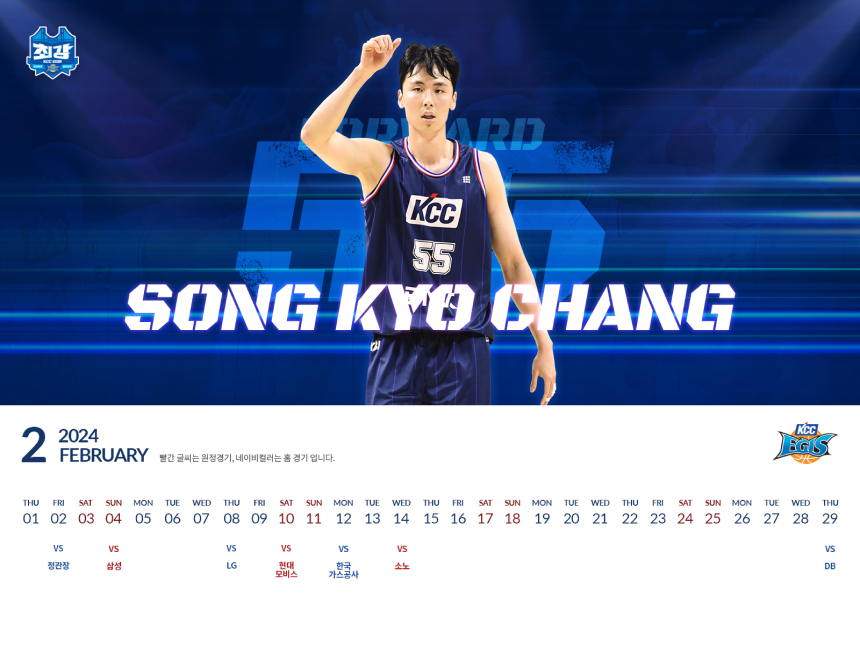 최강
KCC EGIS
FORWARD
55
KCC
55
SONG KYO CHANG
2 2024 FEBRUARY
빨간 글씨는 원정경기, 네이비컬러는 홈 경기 입니다.
KCC
EGIS
THU FRI SAT SUN MON TUE WED THU FRI SAT SUN MON TUE WED THU FRI SAT SUN MON TUE WED THU FRI SAT SUN MON TUE WED THU
01 02 03 04 05 06 07 08 09 10 11 12 13 14 15 16 17 18 19 20 21 22 23 24 25 26 27 28 29
VS VS VS VS VS VS VS
정관장 삼성 LG 현대 한국 소노 DB
모비스 가스공사